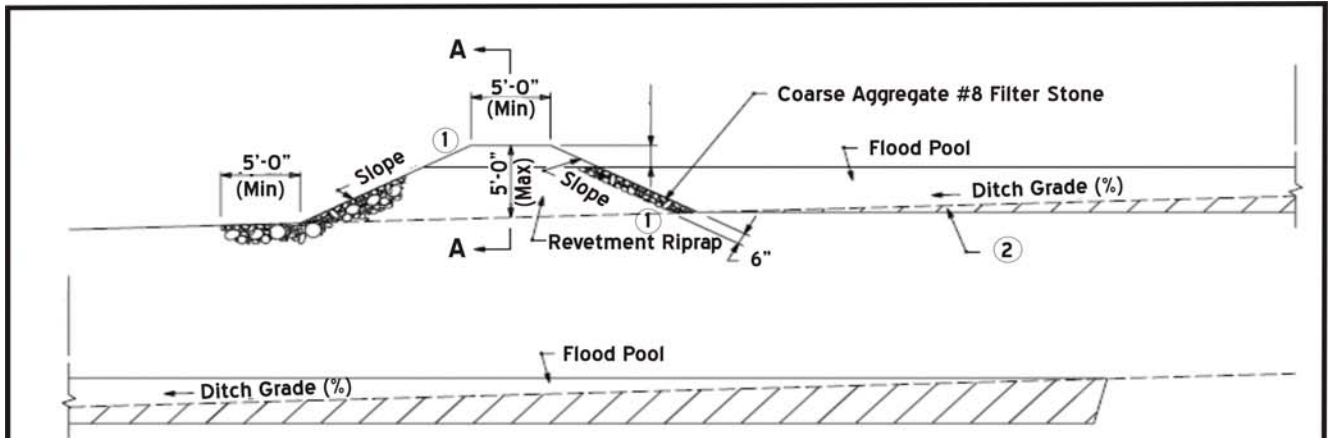 A
5'-0"
(Min)
Coarse Aggregate #8 Filter Stone
1
Flood Pool
5'-0"
(Min)
Slope
5'-0"
(Max)
Slope
Ditch Grade (%)
1
A
Revetment Riprap
6"
2
Flood Pool
Ditch Grade (%)